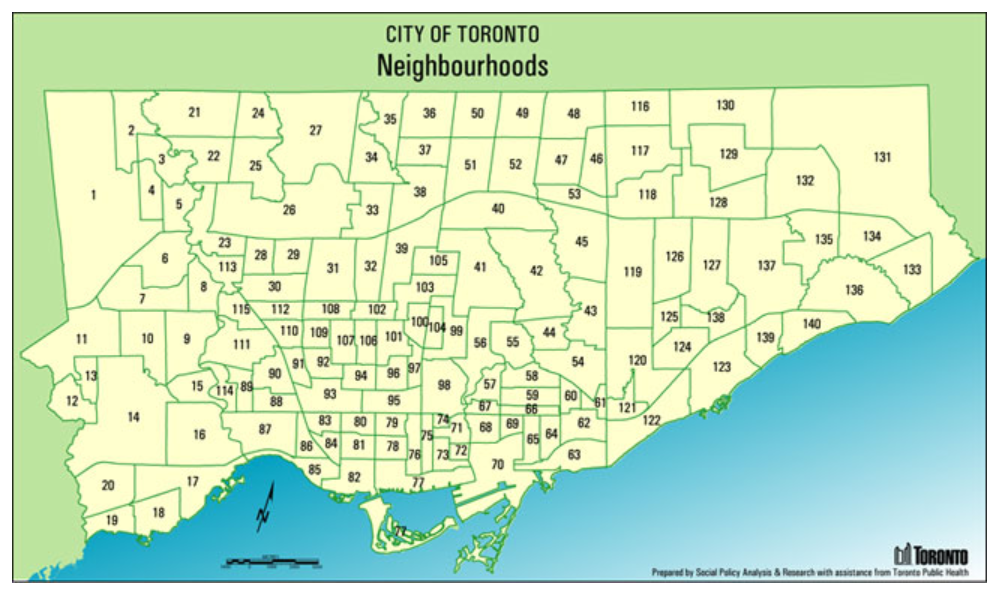 CITY OF TORONTO
Neighbourhoods
21 24 27 35 36 50 49 48 116 130
2 3 22 25 34 37 51 52 47 46 117 129 131
1 4 5 26 33 38 40 53 118 128 132
6 23 28 29 31 32 39 105 41 42 45 119 126 127 137 135 134 133
7 8 113 30 103 136
115 112 108 102 43 125 138
11 10 9 111 110 109 107 106 101 100 104 99 56 55 44 124 139 140
13 12 15 114 89 90 91 92 94 96 97 98 57 58 54 120 123
14 88 93 95 67 59 66 60 61 121 122
16 87 86 83 84 80 81 79 78 76 75 74 71 73 72 68 69 65 64 62
20 17 85 82 77 70 63
19 18 77
N
TORONTO
Prepared by Social Policy Analysis & Research with assistance from Toronto Public Health